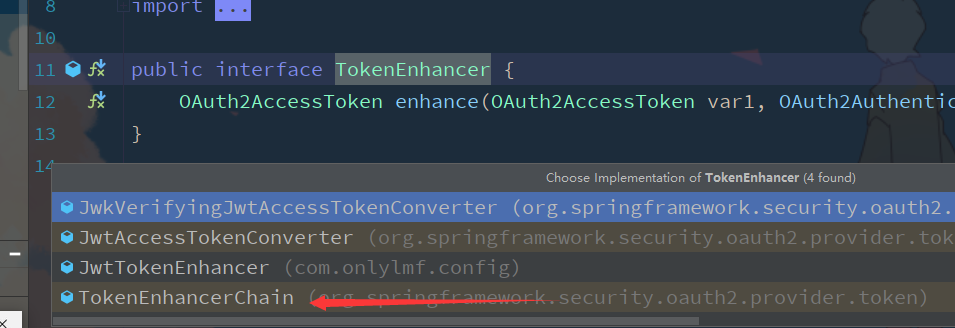 8 import ...
10
11 public interface TokenEnhancer {
12 OAuth2AccessToken enhance(OAuth2AccessToken var1, OAuth2Authentic
13 }
14
Choose Implementation of TokenEnhancer (4 found)
JwkVerifyingJwtAccessTokenConverter (org.springframework.security.oauth2.
JwtAccessTokenConverter (org.springframework.security.oauth2.provider.tok
JwtTokenEnhancer (com.onlylmf.config)
TokenEnhancerChain (org.springframework.security.oauth2.provider.token)